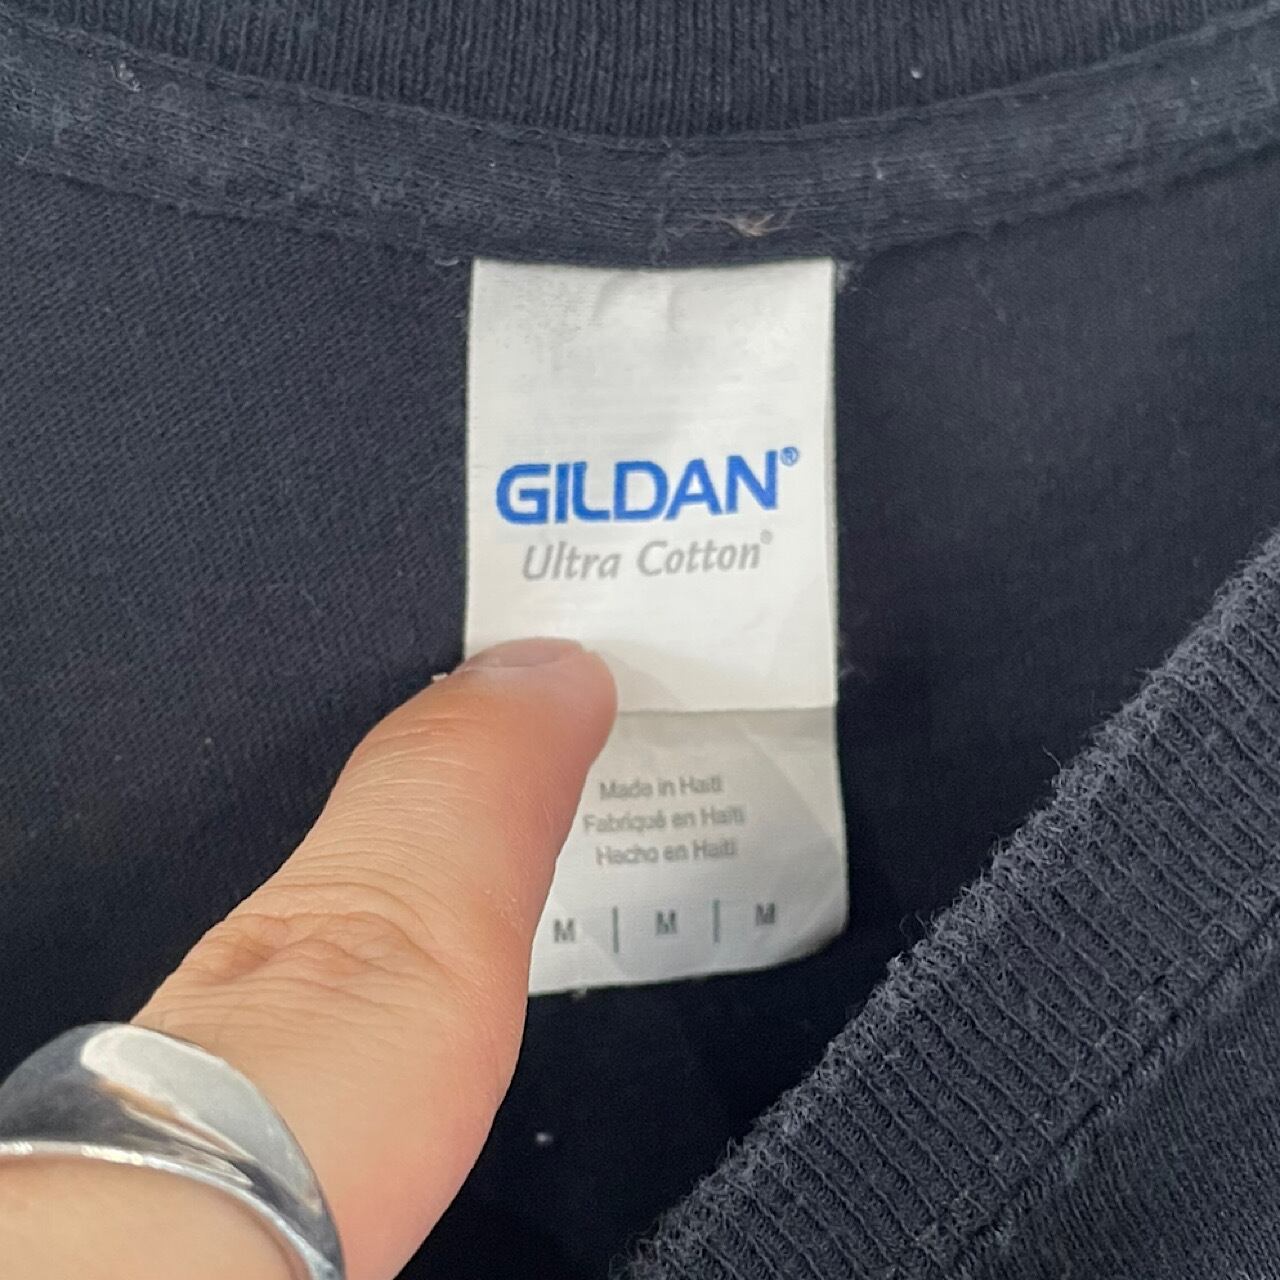 GILDAN®
Ultra Cotton®
Made in Haiti
Fabriqué en Haïti
Hecho en Haití
M | M | M